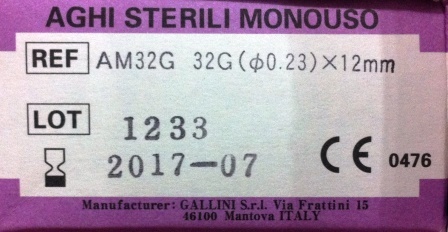 AGHI STERILI MONOUSO
REF AM32G 32G(φ0.23)×12mm
LOT 1233
2017-07 CE 0476
Manufacturer: GALLINI S.r.l. Via Frattini 15
46100 Mantova ITALY